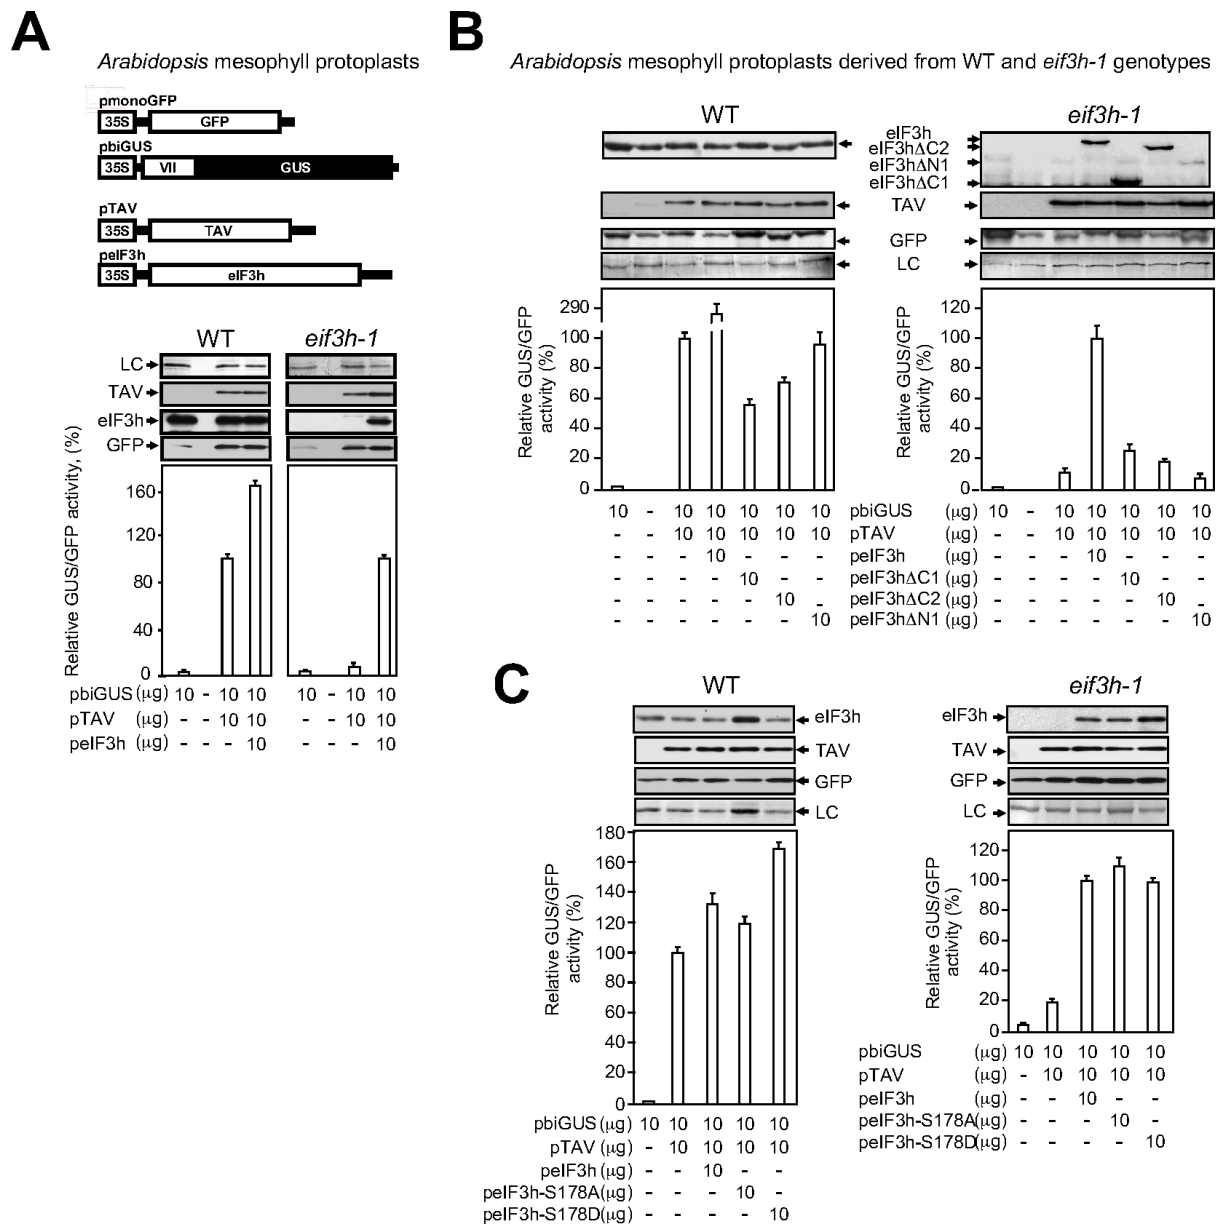 A
Arabidopsis mesophyll protoplasts
pmonoGFP
35S GFP
pbiGUS
35S VII GUS
pTAV
35S TAV
peIF3h
35S eIF3h
WT eif3h-1
LC
TAV
eIF3h
GFP
Relative GUS/GFP activity, (%)
160
120
80
40
0
pbiGUS (µg) 10 - 10 10 10 - 10 10
pTAV (µg) - - 10 10 - - 10 10
peIF3h (µg) - - - 10 - - - 10
B
Arabidopsis mesophyll protoplasts derived from WT and eif3h-1 genotypes
WT eif3h-1
eIF3h
eIF3hΔC2
eIF3hΔN1
eIF3hΔC1
TAV
GFP
LC
Relative GUS/GFP activity (%)
290
100
80
60
40
20
0
Relative GUS/GFP activity (%)
120
100
80
60
40
20
0
10 - 10 10 10 10 10 pbiGUS (µg) 10 - 10 10 10 10 10
- - 10 10 10 10 10 pTAV (µg) - - 10 10 10 10 10
- - - 10 - - - peIF3h (µg) - - - 10 - - -
- - - - 10 - - peIF3hΔC1 (µg) - - - - 10 - -
- - - - - 10 - peIF3hΔC2 (µg) - - - - - 10 -
- - - - - - 10 peIF3hΔN1 (µg) - - - - - - 10
C
WT
eIF3h
TAV
GFP
LC
Relative GUS/GFP activity (%)
180
160
140
120
100
80
60
40
20
0
pbiGUS (µg) 10 10 10 10 10
pTAV (µg) - 10 10 10 10
peIF3h (µg) - - 10 - -
peIF3h-S178A(µg) - - - 10 -
peIF3h-S178D(µg) - - - - 10
eif3h-1
eIF3h
TAV
GFP
LC
Relative GUS/GFP activity (%)
120
100
80
60
40
20
0
pbiGUS (µg) 10 10 10 10 10
pTAV (µg) - 10 10 10 10
peIF3h (µg) - - 10 - -
peIF3h-S178A(µg) - - - 10 -
peIF3h-S178D(µg) - - - - 10